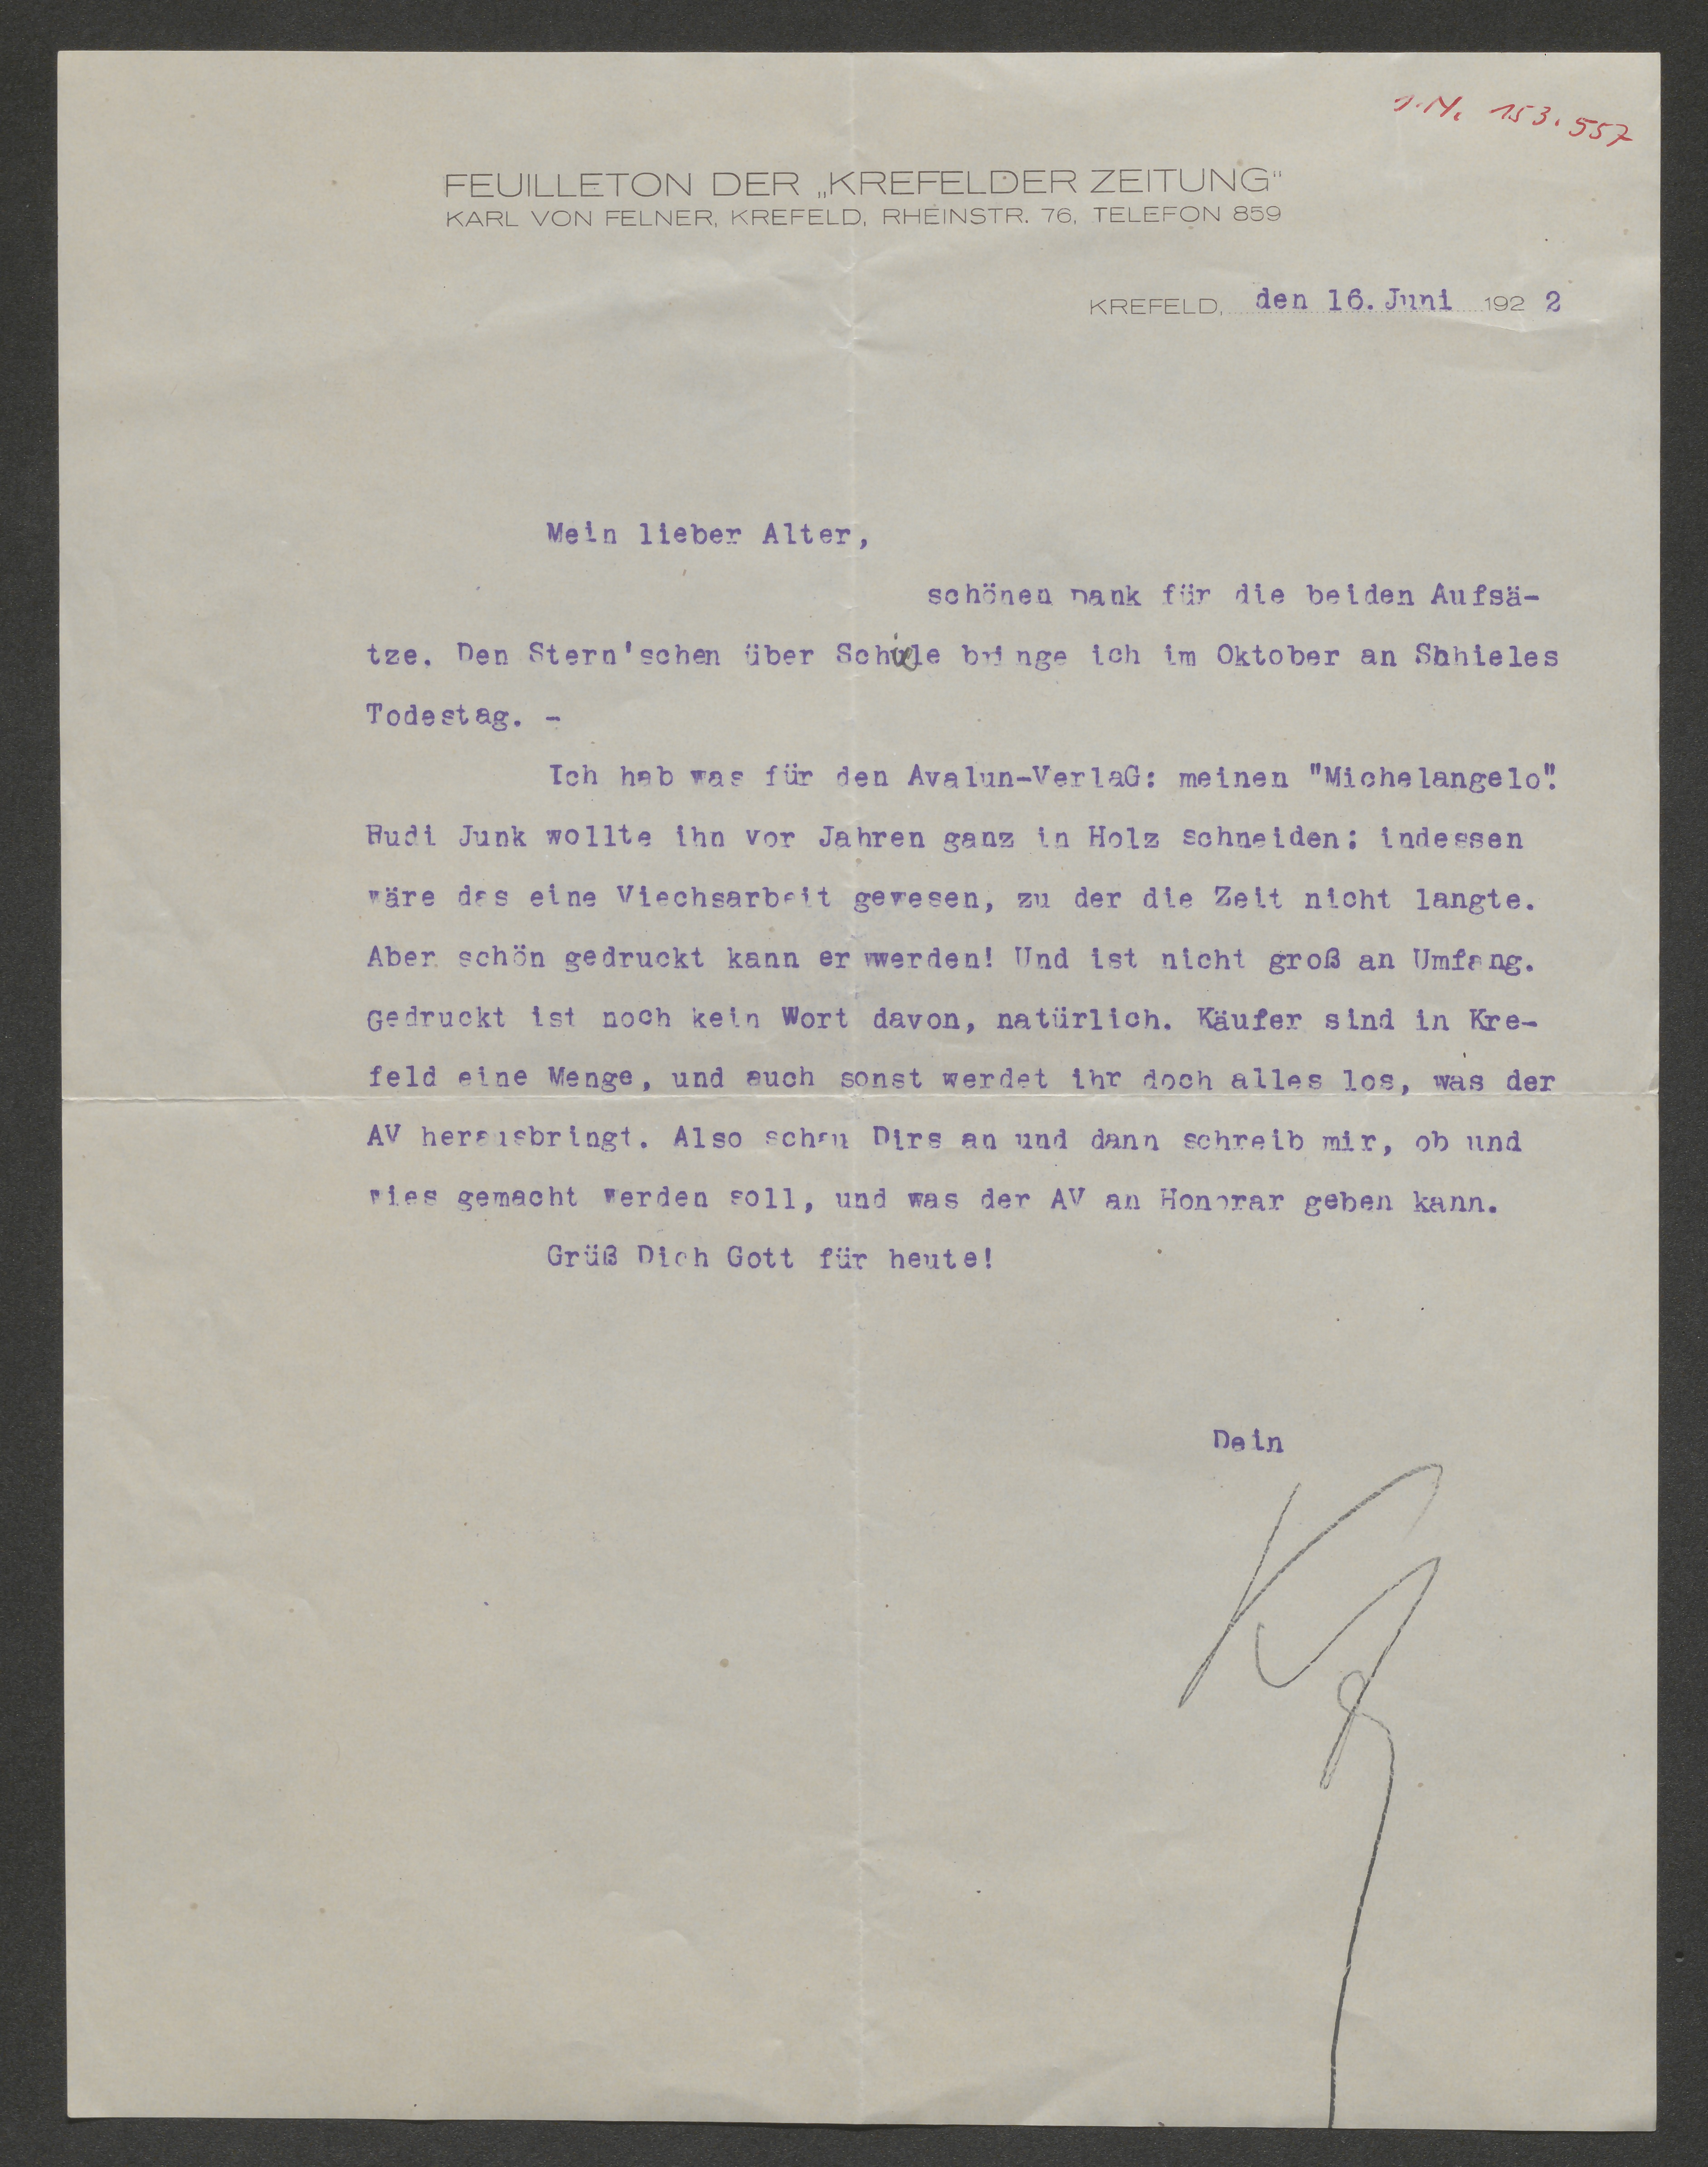 J.N. 153.557
FEUILLETON DER „KREFELDER ZEITUNG“
KARL VON FELNER, KREFELD, RHEINSTR. 76, TELEFON 859
KREFELD, den 16. Juni 1922
Mein lieber Alter,
schönen Dank für die beiden Aufsä-
tze. Den Stern'schen über Schiele bringe ich im Oktober an Schieles
Todestag. -
Ich hab was für den Avalun-VerlaG: meinen "Michelangelo".
Rudi Junk wollte ihn vor Jahren ganz in Holz schneiden; indessen
wäre das eine Viechsarbeit gewesen, zu der die Zeit nicht langte.
Aber schön gedruckt kann er wwerden! Und ist nicht groß an Umfang.
Gedruckt ist noch kein Wort davon, natürlich. Käufer sind in Kre-
feld eine Menge, und auch sonst werdet ihr doch alles los, was der
AV herausbringt. Also schau Dirs an und dann schreib mir, ob und
wies gemacht werden soll, und was der AV an Honorar geben kann.
Grüß Dich Gott für heute!
Dein